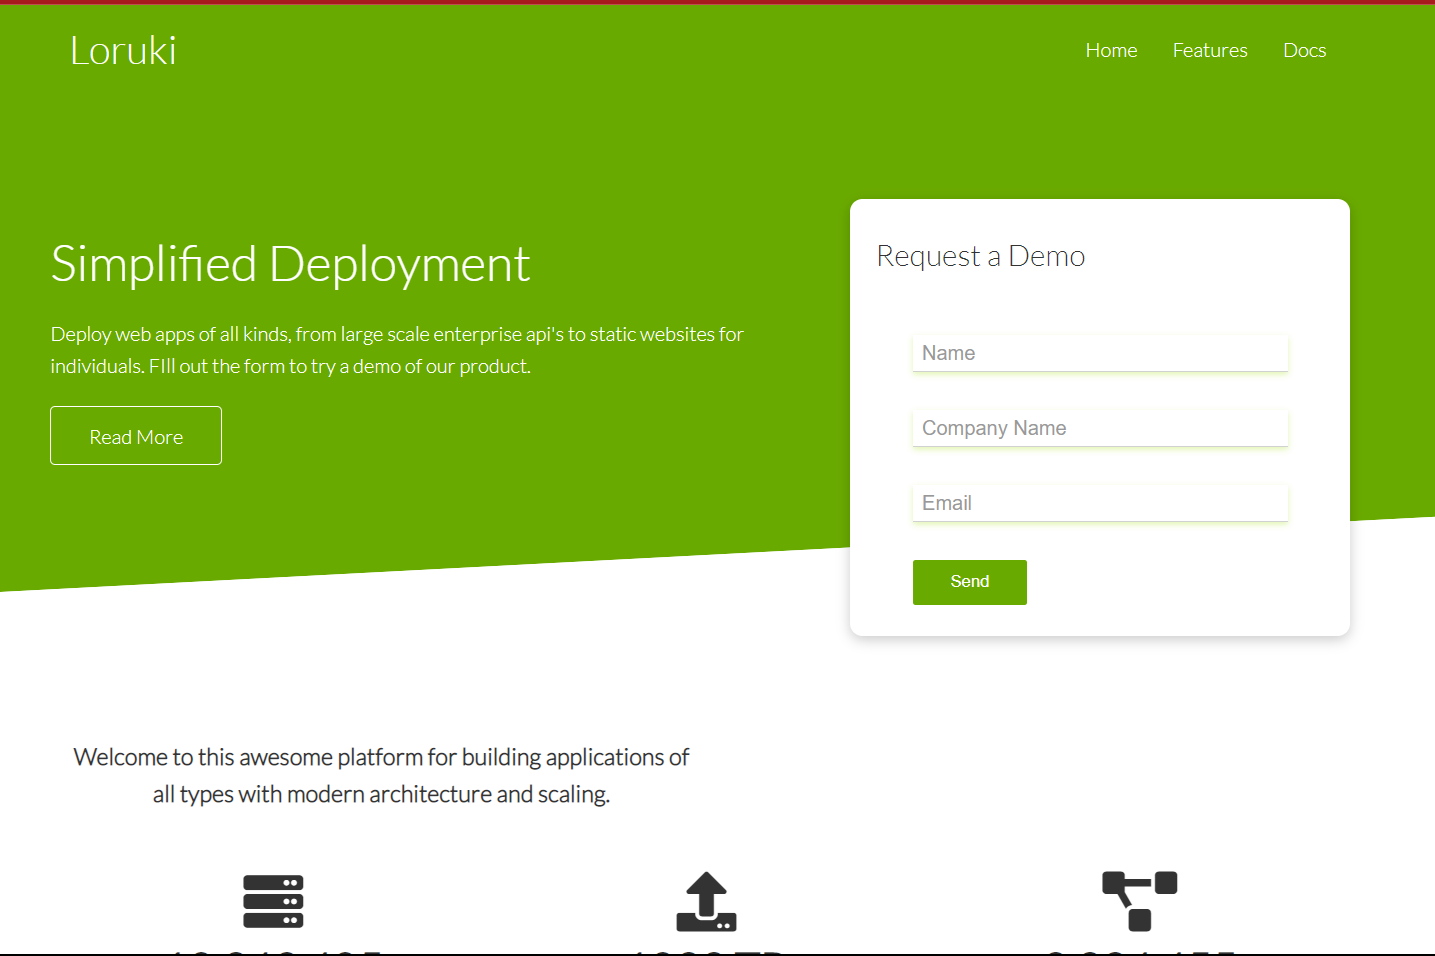 Loruki
Home Features Docs
Simplified Deployment
Deploy web apps of all kinds, from large scale enterprise api's to static websites for
individuals. FIll out the form to try a demo of our product.
Read More
Request a Demo
Name
Company Name
Email
Send
Welcome to this awesome platform for building applications of
all types with modern architecture and scaling.